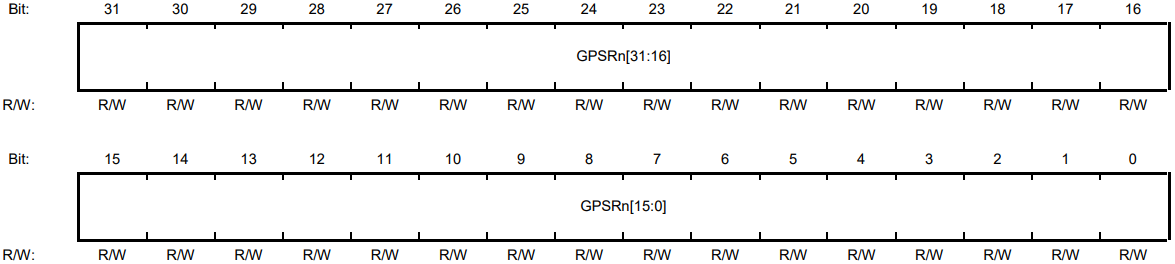 Bit: 31 30 29 28 27 26 25 24 23 22 21 20 19 18 17 16
GPSRn[31:16]
R/W: R/W R/W R/W R/W R/W R/W R/W R/W R/W R/W R/W R/W R/W R/W R/W R/W
Bit: 15 14 13 12 11 10 9 8 7 6 5 4 3 2 1 0
GPSRn[15:0]
R/W: R/W R/W R/W R/W R/W R/W R/W R/W R/W R/W R/W R/W R/W R/W R/W R/W